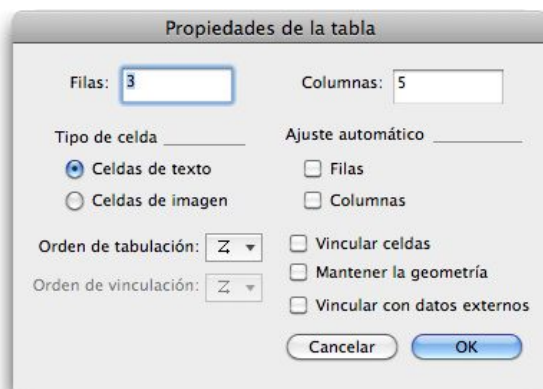 Propiedades de la tabla
Filas: 3
Columnas: 5
Tipo de celda
Ajuste automático
Celdas de texto
Filas
Celdas de imagen
Columnas
Orden de tabulación:
Vincular celdas
Mantener la geometría
Orden de vinculación:
Vincular con datos externos
Cancelar
OK